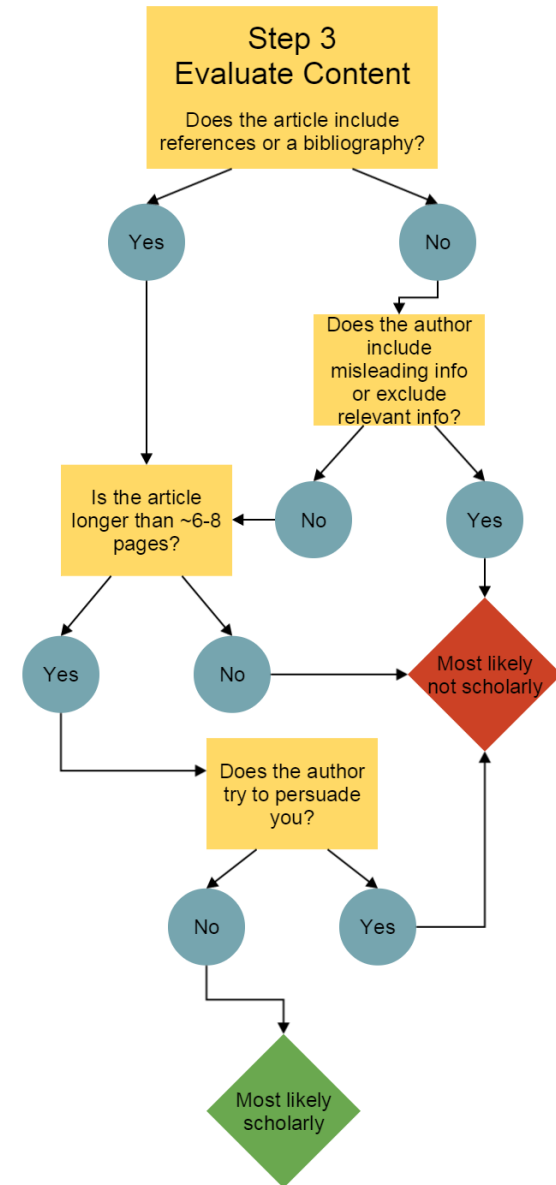 Step 3
Evaluate Content
Does the article include
references or a bibliography?
Yes
No
Does the author
include
misleading info
or exclude
relevant info?
Is the article
longer than ~6-8
pages?
No
Yes
Yes
No
Most likely
not scholarly
Does the author
try to persuade
you?
No
Yes
Most likely
scholarly